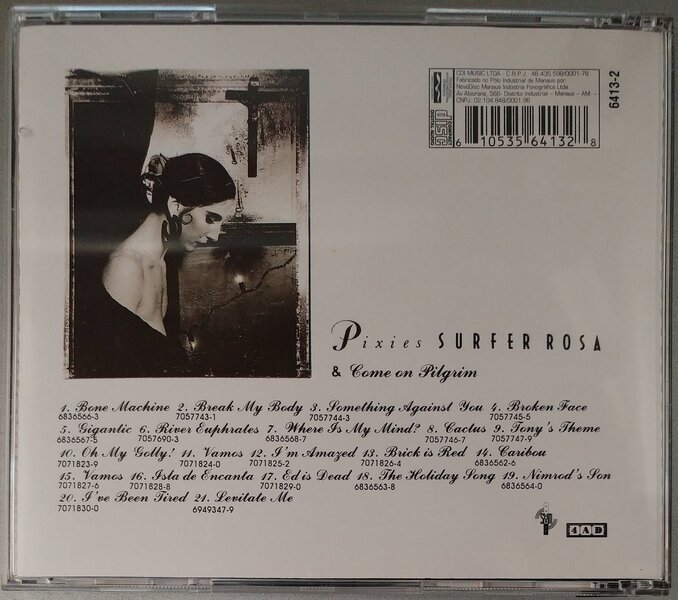 CDI MUSIC LTDA. C.N.P.J. 48.435.598/0001-78
Fabricado no Pólo Industrial de Manaus por
NovoDisc Manaus Indústria Fonográfica Ltda.
Av. Abiurana, 566- Distrito Industrial - Manaus - AM. -
CNPJ. 02.104.848/0001-96
COMPACT
disc
DIGITAL AUDIO
6 10535 64132 8
6413-2
Pixies SURFER ROSA
& Come on Pilgrim
1. Bone Machine 2. Break My Body 3. Something Against You 4. Broken Face
6836566-3 7057743-1 7057744-3 7057745-5
5. Gigantic 6. River Euphrates 7. Where Is My Mind? 8. Cactus 9. Tony's Theme
6836567-5 7057690-3 6836568-7 7057746-7 7057747-9
10. Oh My Golly! 11. Vamos 12. I'm Amazed 13. Brick is Red 14. Caribou
7071823-9 7071824-0 7071825-2 7071826-4 6836562-6
15. Vamos 16. Isla de Encanta 17. Ed is Dead 18. The Holiday Song 19. Nimrod's Son
7071827-6 7071828-8 7071829-0 6836563-8 6836564-0
20. I've Been Tired 21. Levitate Me
7071830-0 6949347-9
4AD